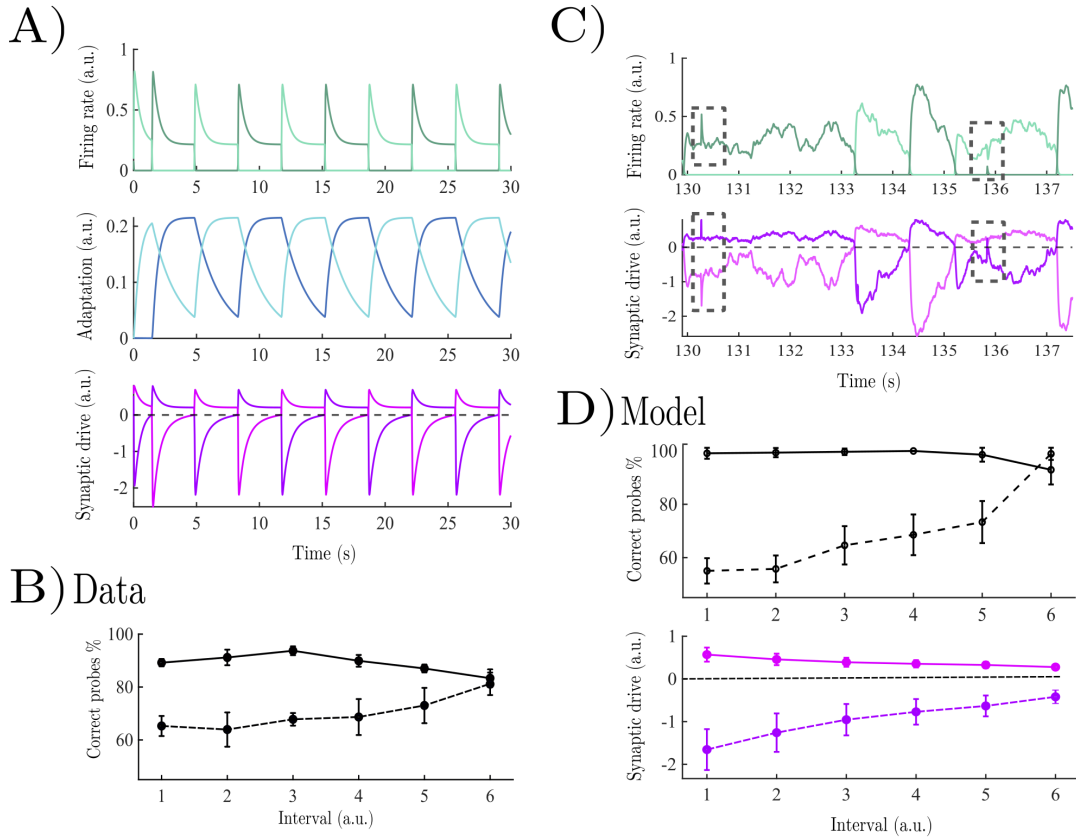 A)
Firing rate (a.u.)
1
0.5
0
0 5 10 15 20 25 30
Adaptation (a.u.)
0.2
0.1
0
0 5 10 15 20 25 30
Synaptic drive (a.u.)
0
-1
-2
0 5 10 15 20 25 30
Time (s)
B) Data
Correct probes %
100
80
60
1 2 3 4 5 6
Interval (a.u.)
C)
Firing rate (a.u.)
1
0.5
0
130 131 132 133 134 135 136 137
Synaptic drive (a.u.)
0
-1
-2
130 131 132 133 134 135 136 137
Time (s)
D) Model
Correct probes %
100
80
60
1 2 3 4 5 6
Synaptic drive (a.u.)
1
0
-1
-2
1 2 3 4 5 6
Interval (a.u.)